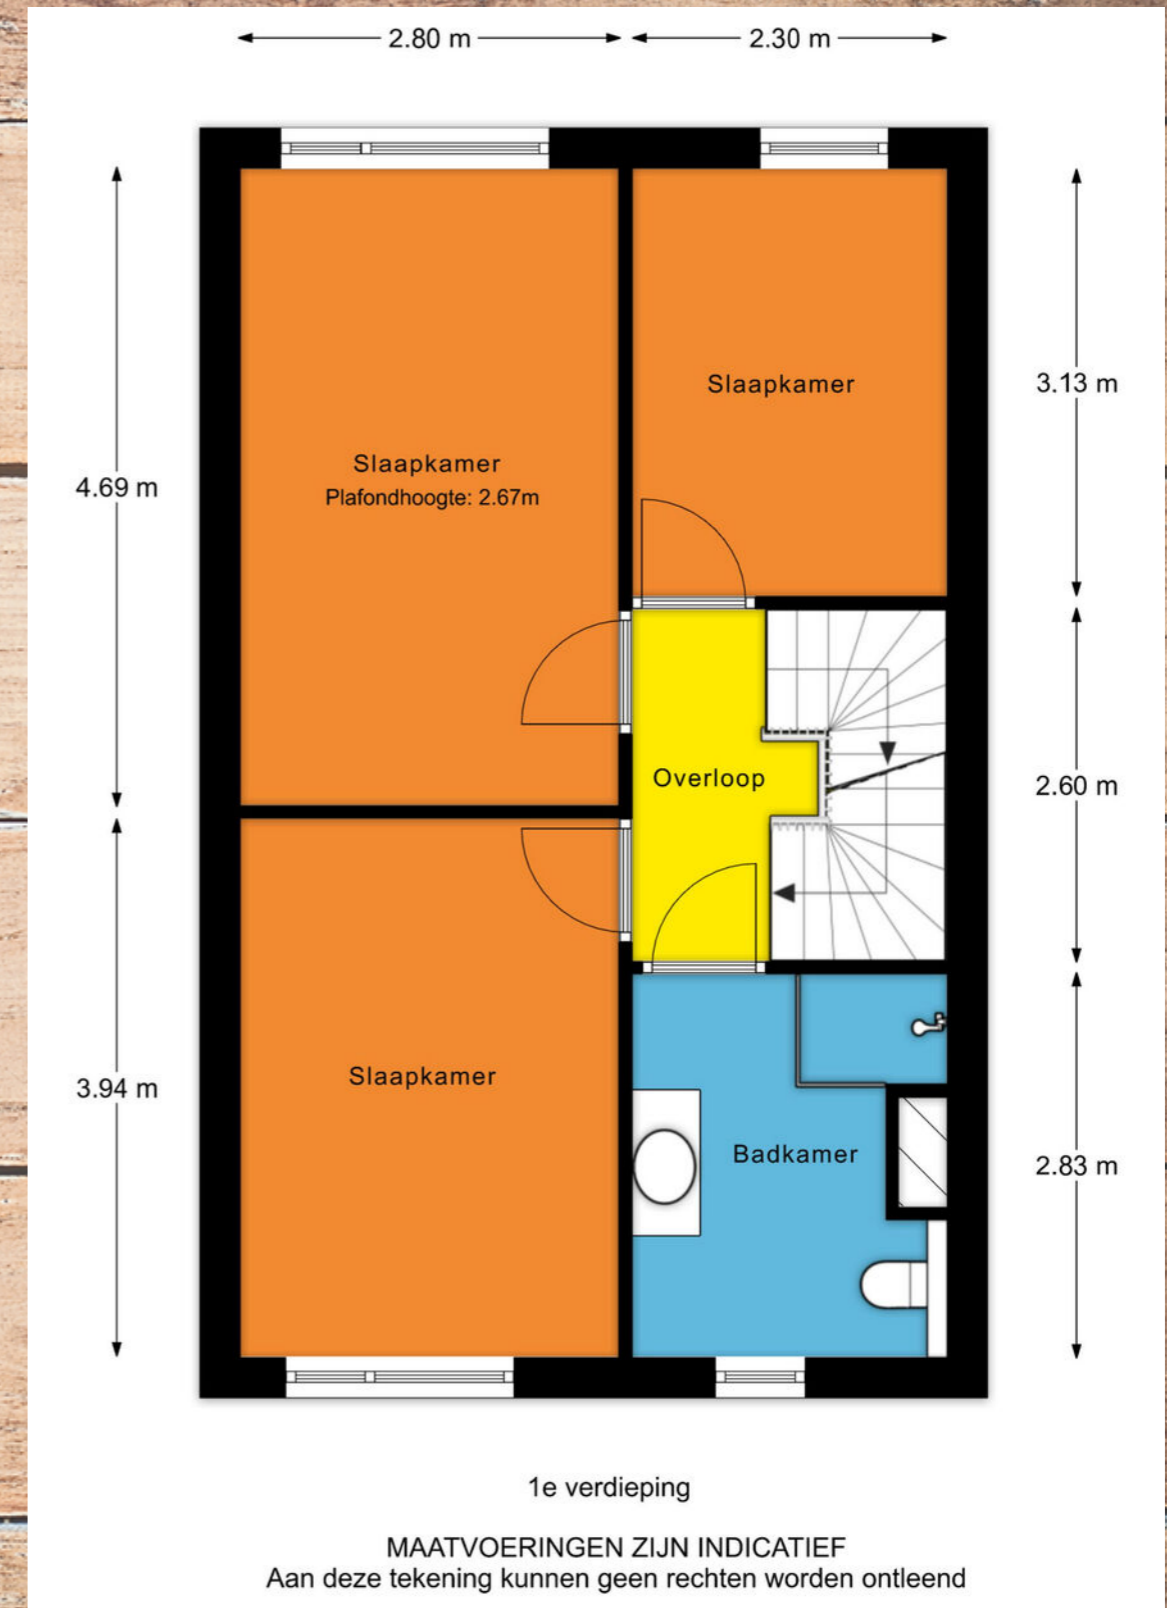 2.80 m
2.30 m
Slaapkamer
3.13 m
Slaapkamer
Plafondhoogte: 2.67m
4.69 m
Overloop
2.60 m
Slaapkamer
3.94 m
Badkamer
2.83 m
1e verdieping
MAATVOERINGEN ZIJN INDICATIEF
Aan deze tekening kunnen geen rechten worden ontleend